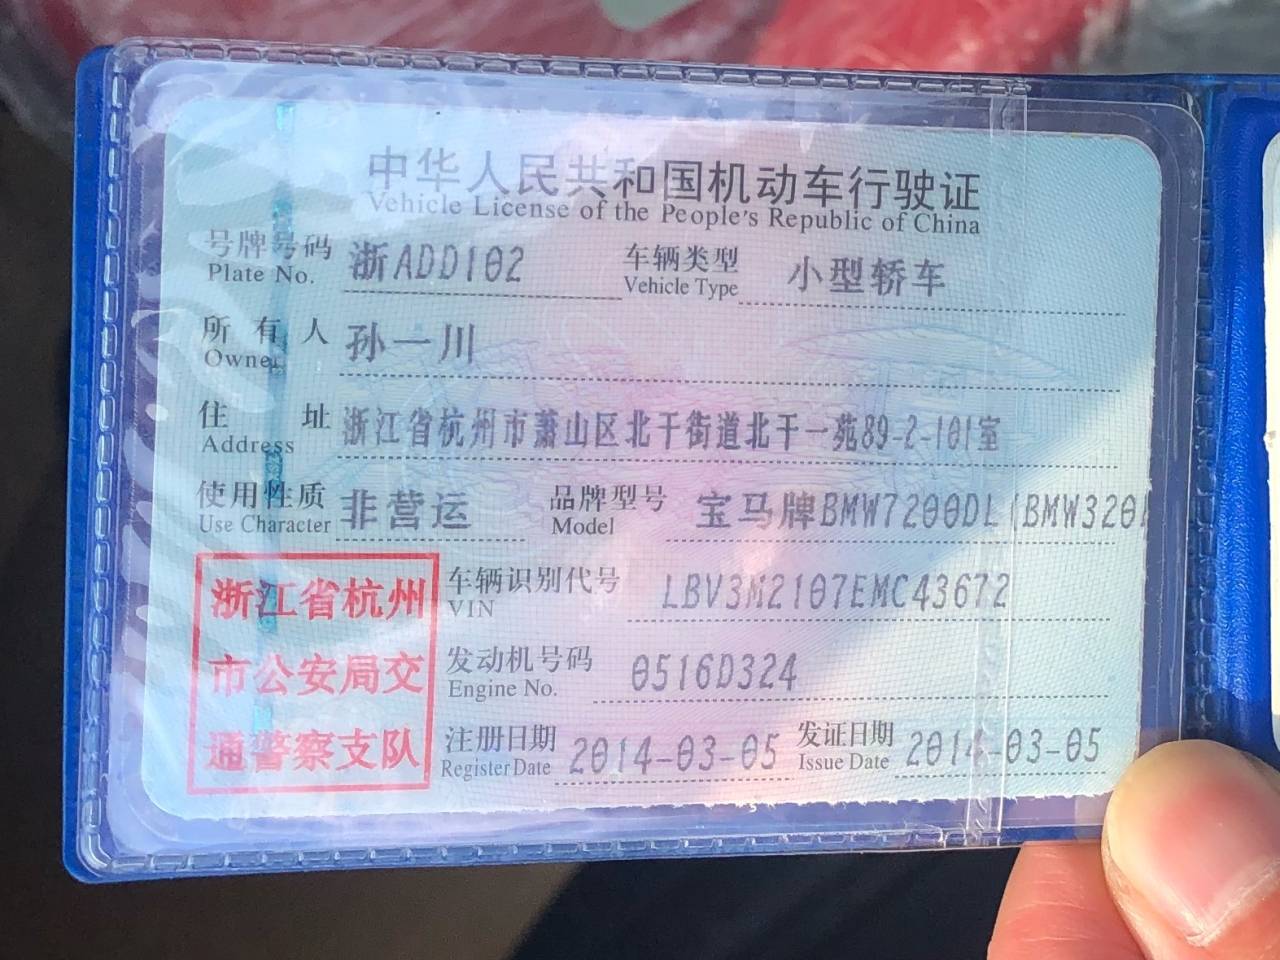 中华人民共和国机动车行驶证
Vehicle License of the People's Republic of China
号牌号码 浙ADD102 车辆类型 小型轿车
Plate No. Vehicle Type
所有人 孙一川
Owner
住址 浙江省杭州市萧山区北干街道北干一苑89-2-101室
Address
使用性质 非营运 品牌型号 宝马牌BMW7200DL(BMW320
Use Character Model
浙江省杭州
市公安局交
通警察支队
车辆识别代号 LBV3M2107EMC43672
VIN
发动机号码 0516D324
Engine No.
注册日期 2014-03-05 发证日期 2014-03-05
Register Date Issue Date